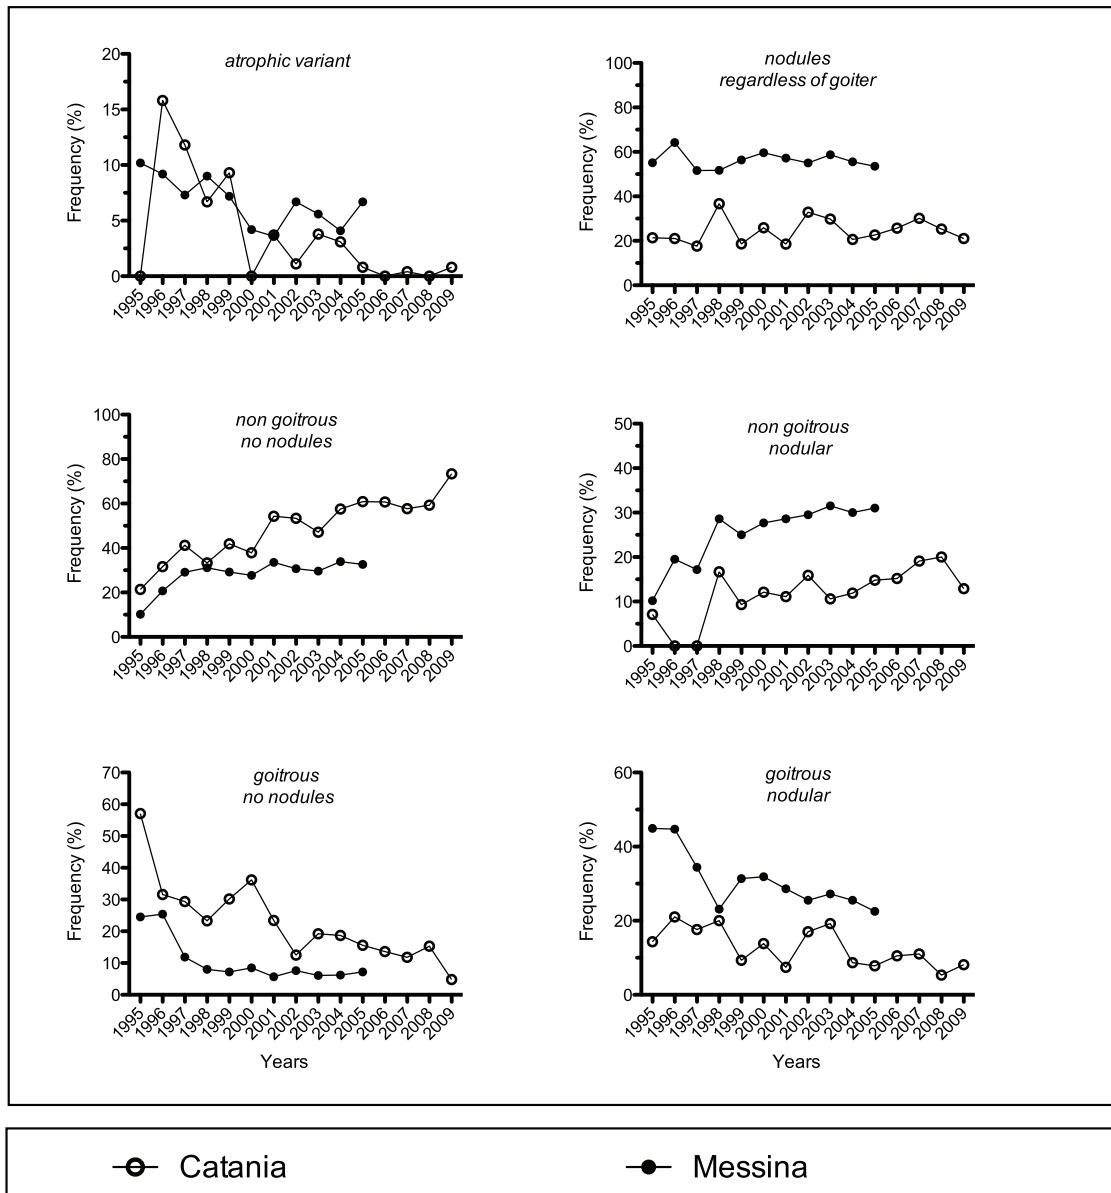 atrophic variant
Frequency (%)
20
15
10
5
0
1995 1996 1997 1998 1999 2000 2001 2002 2003 2004 2005 2006 2007 2008 2009
nodules
regardless of goiter
Frequency (%)
100
80
60
40
20
0
1995 1996 1997 1998 1999 2000 2001 2002 2003 2004 2005 2006 2007 2008 2009
non goitrous
no nodules
Frequency (%)
100
80
60
40
20
0
1995 1996 1997 1998 1999 2000 2001 2002 2003 2004 2005 2006 2007 2008 2009
non goitrous
nodular
Frequency (%)
50
40
30
20
10
0
1995 1996 1997 1998 1999 2000 2001 2002 2003 2004 2005 2006 2007 2008 2009
goitrous
no nodules
Frequency (%)
70
60
50
40
30
20
10
0
1995 1996 1997 1998 1999 2000 2001 2002 2003 2004 2005 2006 2007 2008 2009
Years
goitrous
nodular
Frequency (%)
60
40
20
0
1995 1996 1997 1998 1999 2000 2001 2002 2003 2004 2005 2006 2007 2008 2009
Years
Catania
Messina